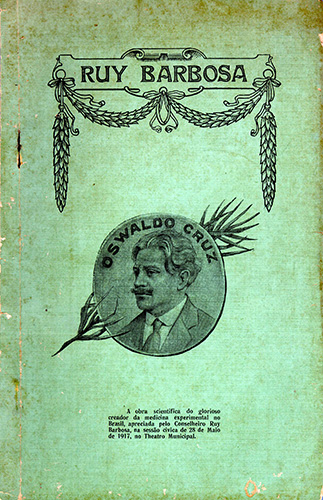 RUY BARBOSA
OSWALDO CRUZ
A obra scientifica do glorioso
creador da medicina experimental no
Brasil, apreciada pelo Conselheiro Ruy
Barbosa, na sessão civica de 28 de Maio
de 1917, no Theatro Municipal.